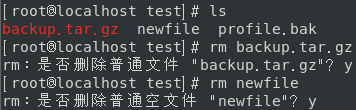 [root@localhost test]# ls
backup.tar.gz  newfile  profile.bak
[root@localhost test]# rm backup.tar.gz
rm：是否删除普通文件 "backup.tar.gz"？y
[root@localhost test]# rm newfile
rm：是否删除普通空文件 "newfile"？y